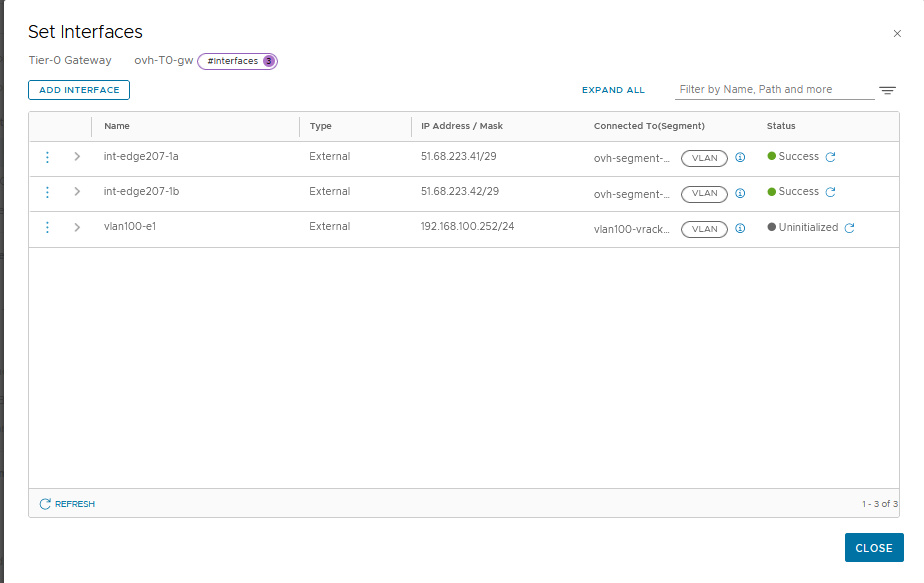 Set Interfaces
Tier-0 Gateway ovh-T0-gw #Interfaces 3
ADD INTERFACE EXPAND ALL Filter by Name, Path and more
Name Type IP Address / Mask Connected To(Segment) Status
int-edge207-1a External 51.68.223.41/29 ovh-segment-... VLAN Success
int-edge207-1b External 51.68.223.42/29 ovh-segment-... VLAN Success
vlan100-e1 External 192.168.100.252/24 vlan100-vrack... VLAN Uninitialized
REFRESH 1 - 3 of 3
CLOSE